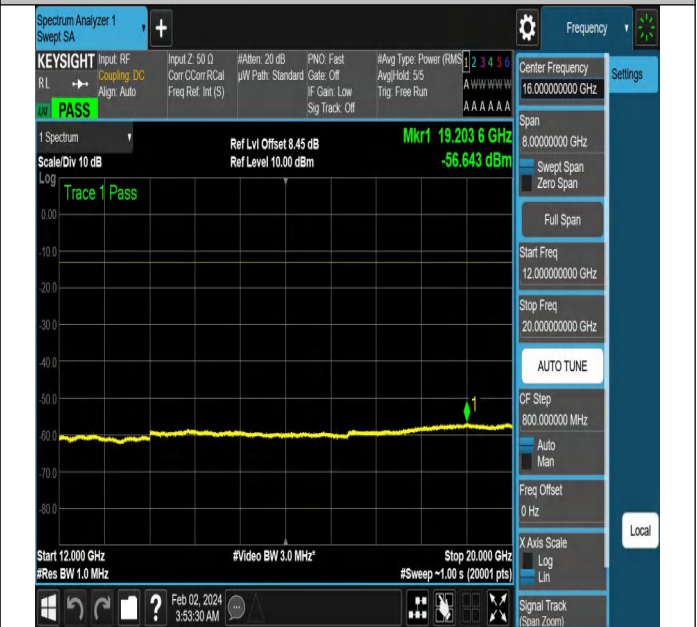 Spectrum Analyzer 1
Swept SA
Frequency
KEYSIGHT
RL
Input: RF
Coupling: DC
Align: Auto
Input Z: 50 Ω
Corr CCorr RCal
Freq Ref: Int (S)
#Atten: 20 dB
µW Path: Standard
PNO: Fast
Gate: Off
IF Gain: Low
Sig Track: Off
#Avg Type: Power (RMS
Avg|Hold: 5/5
Trig: Free Run
1 2 3 4 5 6
A W W W W W
A A A A A A
PASS
1 Spectrum
Scale/Div 10 dB
Ref Lvl Offset 8.45 dB
Ref Level 10.00 dBm
Mkr1 19.203 6 GHz
-56.643 dBm
Log
Trace 1 Pass
0.00
-10.0
-20.0
-30.0
-40.0
-50.0
-60.0
-70.0
-80.0
1
Start 12.000 GHz
#Res BW 1.0 MHz
#Video BW 3.0 MHz*
Stop 20.000 GHz
#Sweep ~1.00 s (20001 pts)
Feb 02, 2024
3:53:30 AM
Center Frequency
16.000000000 GHz
Settings
Span
8.00000000 GHz
Swept Span
Zero Span
Full Span
Start Freq
12.000000000 GHz
Stop Freq
20.000000000 GHz
AUTO TUNE
CF Step
800.000000 MHz
Auto
Man
Freq Offset
0 Hz
X Axis Scale
Log
Lin
Local
Signal Track
(Span Zoom)